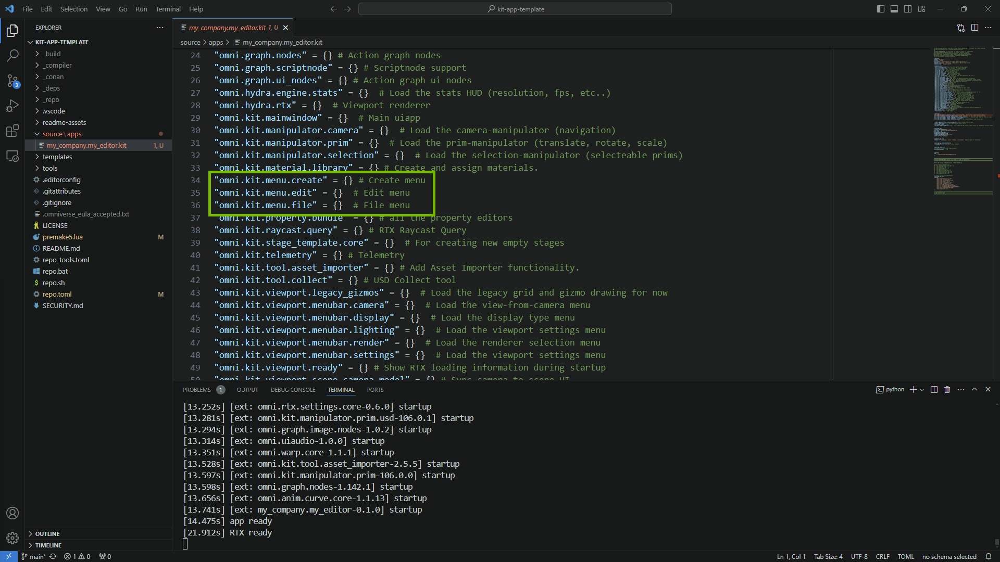 File Edit Selection View Go Run Terminal Help
kit-app-template
EXPLORER
KIT-APP-TEMPLATE
_build
_compiler
_conan
_deps
_repo
.vscode
readme-assets
source\apps
my_company.my_editor.kit 1, U
templates
tools
.editorconfig
.gitattributes
.gitignore
.omniverse_eula_accepted.txt
LICENSE
premake5.lua M
README.md
repo_tools.toml
repo.bat
repo.sh
repo.toml M
SECURITY.md
OUTLINE
TIMELINE
3
my_company.my_editor.kit 1, U
source > apps > my_company.my_editor.kit
24 "omni.graph.nodes" = {} # Action graph nodes
25 "omni.graph.scriptnode" = {} # Scriptnode support
26 "omni.graph.ui_nodes" = {} # Action graph ui nodes
27 "omni.hydra.engine.stats" = {}  # Load the stats HUD (resolution, fps, etc..)
28 "omni.hydra.rtx" = {}  # Viewport renderer
29 "omni.kit.mainwindow" = {}  # Main uiapp
30 "omni.kit.manipulator.camera" = {}  # Load the camera-manipulator (navigation)
31 "omni.kit.manipulator.prim" = {}  # Load the prim-manipulator (translate, rotate, scale)
32 "omni.kit.manipulator.selection" = {}  # Load the selection-manipulator (selecteable prims)
33 "omni.kit.material.library" = {} # Create and assign materials.
34 "omni.kit.menu.create" = {} # Create menu
35 "omni.kit.menu.edit" = {}  # Edit menu
36 "omni.kit.menu.file" = {}  # File menu
37 "omni.kit.property.bundle" = {} # all the property editors
38 "omni.kit.raycast.query" = {} # RTX Raycast Query
39 "omni.kit.stage_template.core" = {}  # For creating new empty stages
40 "omni.kit.telemetry" = {} # Telemetry
41 "omni.kit.tool.asset_importer" = {} # Add Asset Importer functionality.
42 "omni.kit.tool.collect" = {} # USD Collect tool
43 "omni.kit.viewport.legacy_gizmos" = {}  # Load the legacy grid and gizmo drawing for now
44 "omni.kit.viewport.menubar.camera" = {}  # Load the view-from-camera menu
45 "omni.kit.viewport.menubar.display" = {}  # Load the display type menu
46 "omni.kit.viewport.menubar.lighting" = {}  # Load the viewport settings menu
47 "omni.kit.viewport.menubar.render" = {}  # Load the renderer selection menu
48 "omni.kit.viewport.menubar.settings" = {}  # Load the viewport settings menu
49 "omni.kit.viewport.ready" = {} # Show RTX loading information during startup
50 "omni.kit.viewport.scene_camera_model" = {} # Sync camera to scene UI
PROBLEMS 1 OUTPUT DEBUG CONSOLE TERMINAL PORTS
python
[13.252s] [ext: omni.rtx.settings.core-0.6.0] startup
[13.281s] [ext: omni.kit.manipulator.prim.usd-106.0.1] startup
[13.294s] [ext: omni.graph.image.nodes-1.0.2] startup
[13.314s] [ext: omni.uiaudio-1.0.0] startup
[13.351s] [ext: omni.warp.core-1.1.1] startup
[13.528s] [ext: omni.kit.tool.asset_importer-2.5.5] startup
[13.597s] [ext: omni.kit.manipulator.prim-106.0.0] startup
[13.598s] [ext: omni.graph.nodes-1.142.1] startup
[13.656s] [ext: omni.anim.curve.core-1.1.13] startup
[13.741s] [ext: my_company.my_editor-0.1.0] startup
[14.475s] app ready
[21.912s] RTX ready
main* 1 0 0
Ln 1, Col 1 Tab Size: 4 UTF-8 CRLF TOML no schema selected